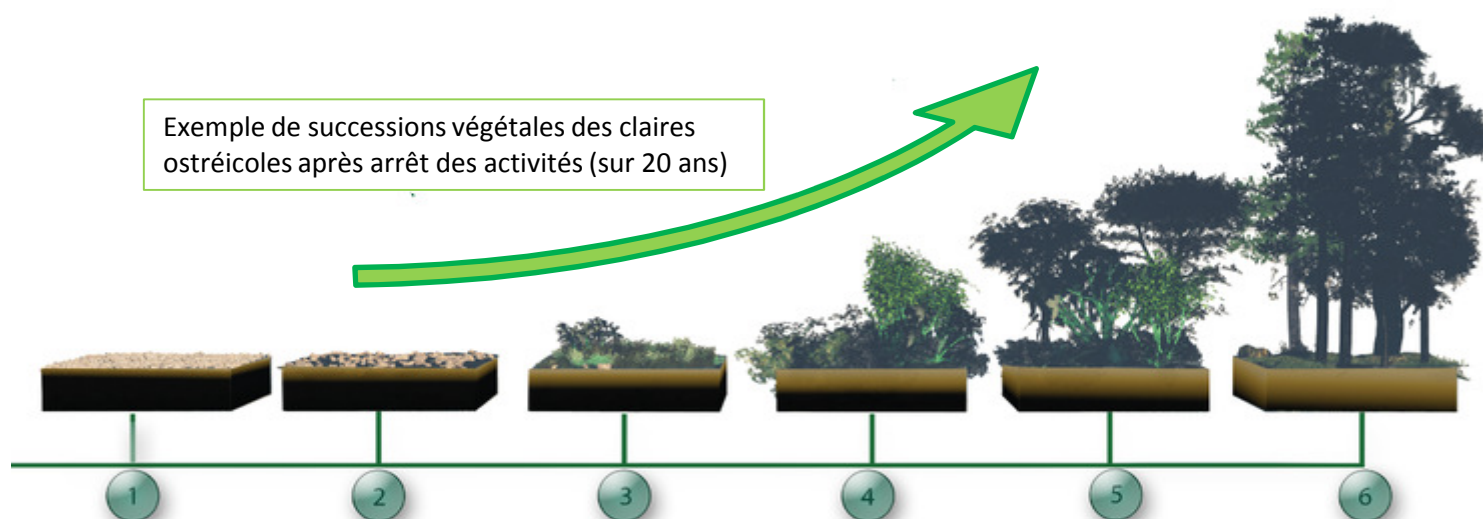 Exemple de successions végétales des claires
ostréicoles après arrêt des activités (sur 20 ans)
1 2 3 4 5 6